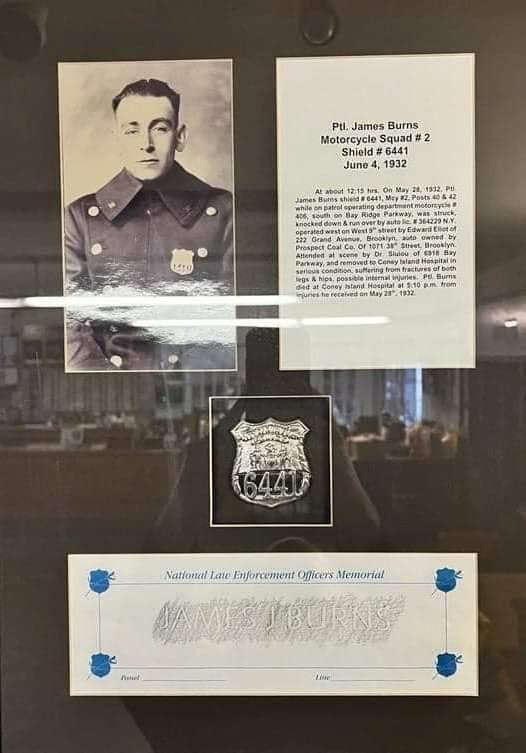 Ptl. James Burns
Motorcycle Squad # 2
Shield # 6441
June 4, 1932
At about 12:15 hrs. On May 28, 1932, Ptl.
James Burns shield # 6441, Mcy #2, Posts 40 & 42
while on patrol operating department motorcycle #
406, south on Bay Ridge Parkway, was struck,
knocked down & run over by auto lic. # 364229 N.Y.
operated west on West 9th street by Edward Eliot of
222 Grand Avenue, Brooklyn, auto owned by
Prospect Coal Co. Of 1071 38th Street, Brooklyn.
Attended at scene by Dr. Siulou of 6918 Bay
Parkway, and removed to Coney Island Hospital in
serious condition, suffering from fractures of both
legs & hips, possible internal injuries. Ptl. Burns
died at Coney Island Hospital at 5:10 p.m. from
injuries he received on May 28th, 1932.
6441
National Law Enforcement Officers Memorial
JAMES J BURNS
Panel
Line